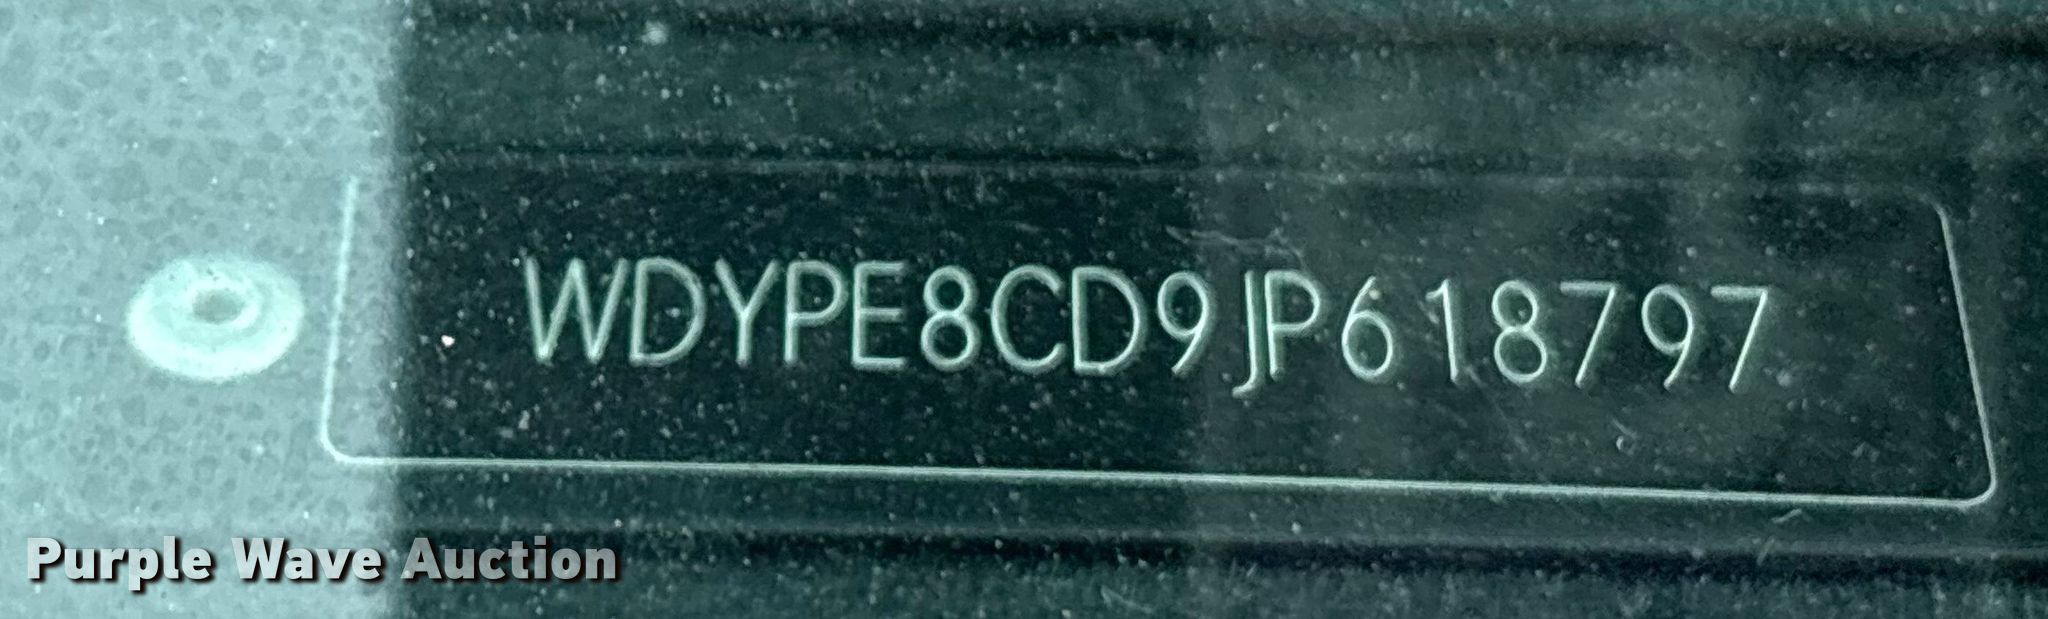 WDYPE8CD9JP618797
Purple Wave Auction